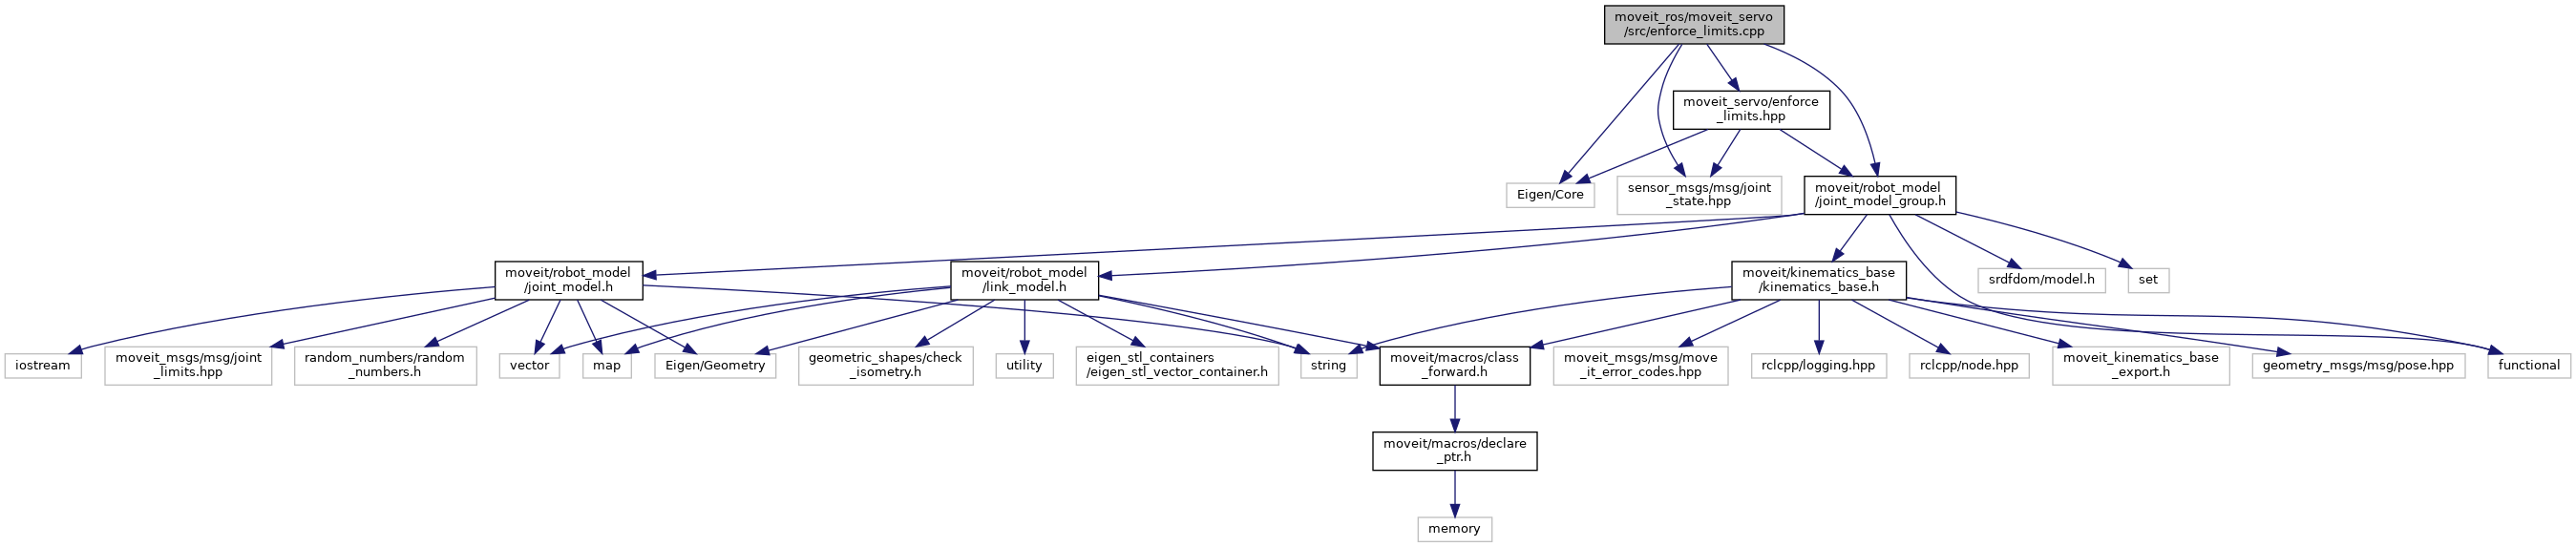 moveit_ros/moveit_servo
/src/enforce_limits.cpp
moveit_servo/enforce
_limits.hpp
Eigen/Core
sensor_msgs/msg/joint
_state.hpp
moveit/robot_model
/joint_model_group.h
moveit/robot_model
/joint_model.h
moveit/robot_model
/link_model.h
moveit/kinematics_base
/kinematics_base.h
srdfdom/model.h
set
iostream
moveit_msgs/msg/joint
_limits.hpp
random_numbers/random
_numbers.h
vector
map
Eigen/Geometry
geometric_shapes/check
_isometry.h
utility
eigen_stl_containers
/eigen_stl_vector_container.h
string
moveit/macros/class
_forward.h
moveit_msgs/msg/move
_it_error_codes.hpp
rclcpp/logging.hpp
rclcpp/node.hpp
moveit_kinematics_base
_export.h
geometry_msgs/msg/pose.hpp
functional
moveit/macros/declare
_ptr.h
memory